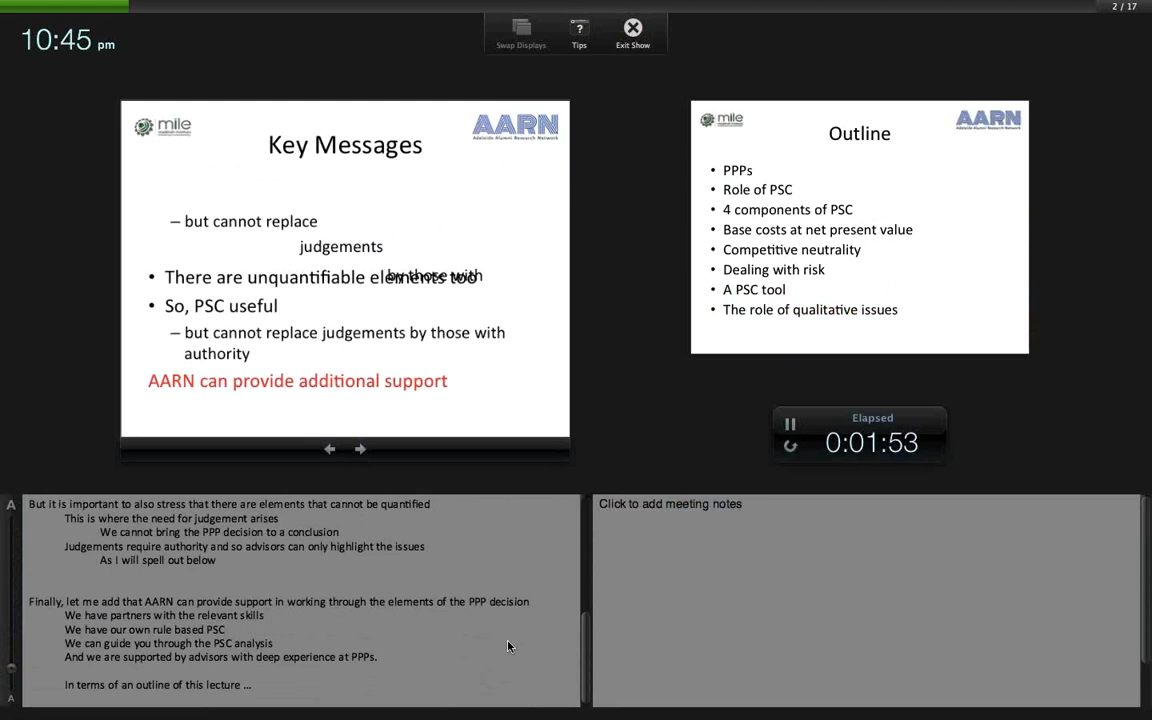 2 / 17
10:45 pm
Swap Displays
?
Tips
Exit Show
mile
AARN
Adelaide Alumni Research Network
Key Messages
– but cannot replace
judgements
by those with
• There are unquantifiable elements too
• So, PSC useful
– but cannot replace judgements by those with
authority
AARN can provide additional support
mile
AARN
Adelaide Alumni Research Network
Outline
• PPPs
• Role of PSC
• 4 components of PSC
• Base costs at net present value
• Competitive neutrality
• Dealing with risk
• A PSC tool
• The role of qualitative issues
Elapsed
0:01:53
A
But it is important to also stress that there are elements that cannot be quantified
This is where the need for judgement arises
We cannot bring the PPP decision to a conclusion
Judgements require authority and so advisors can only highlight the issues
As I will spell out below
Finally, let me add that AARN can provide support in working through the elements of the PPP decision
We have partners with the relevant skills
We have our own rule based PSC
We can guide you through the PSC analysis
And we are supported by advisors with deep experience at PPPs.
In terms of an outline of this lecture ...
A
Click to add meeting notes